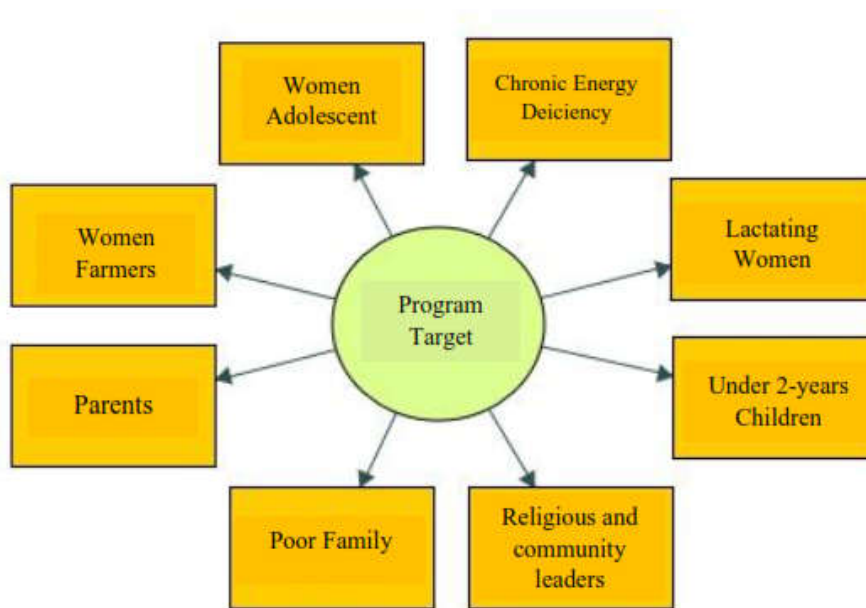 Women
Adolescent
Chronic Energy
Deiciency
Women
Farmers
Lactating
Women
Program
Target
Parents
Under 2-years
Children
Poor Family
Religious and
community
leaders